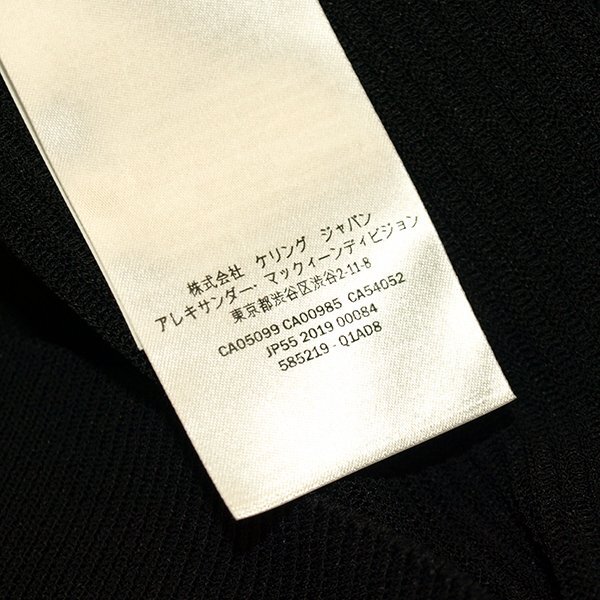 株式会社 ケリング ジャパン
アレキサンダー・マックィーンディビジョン
東京都渋谷区渋谷2-11-8
CA05099 CA00985 CA54052
JP55 2019 00084
585219 - Q1AD8